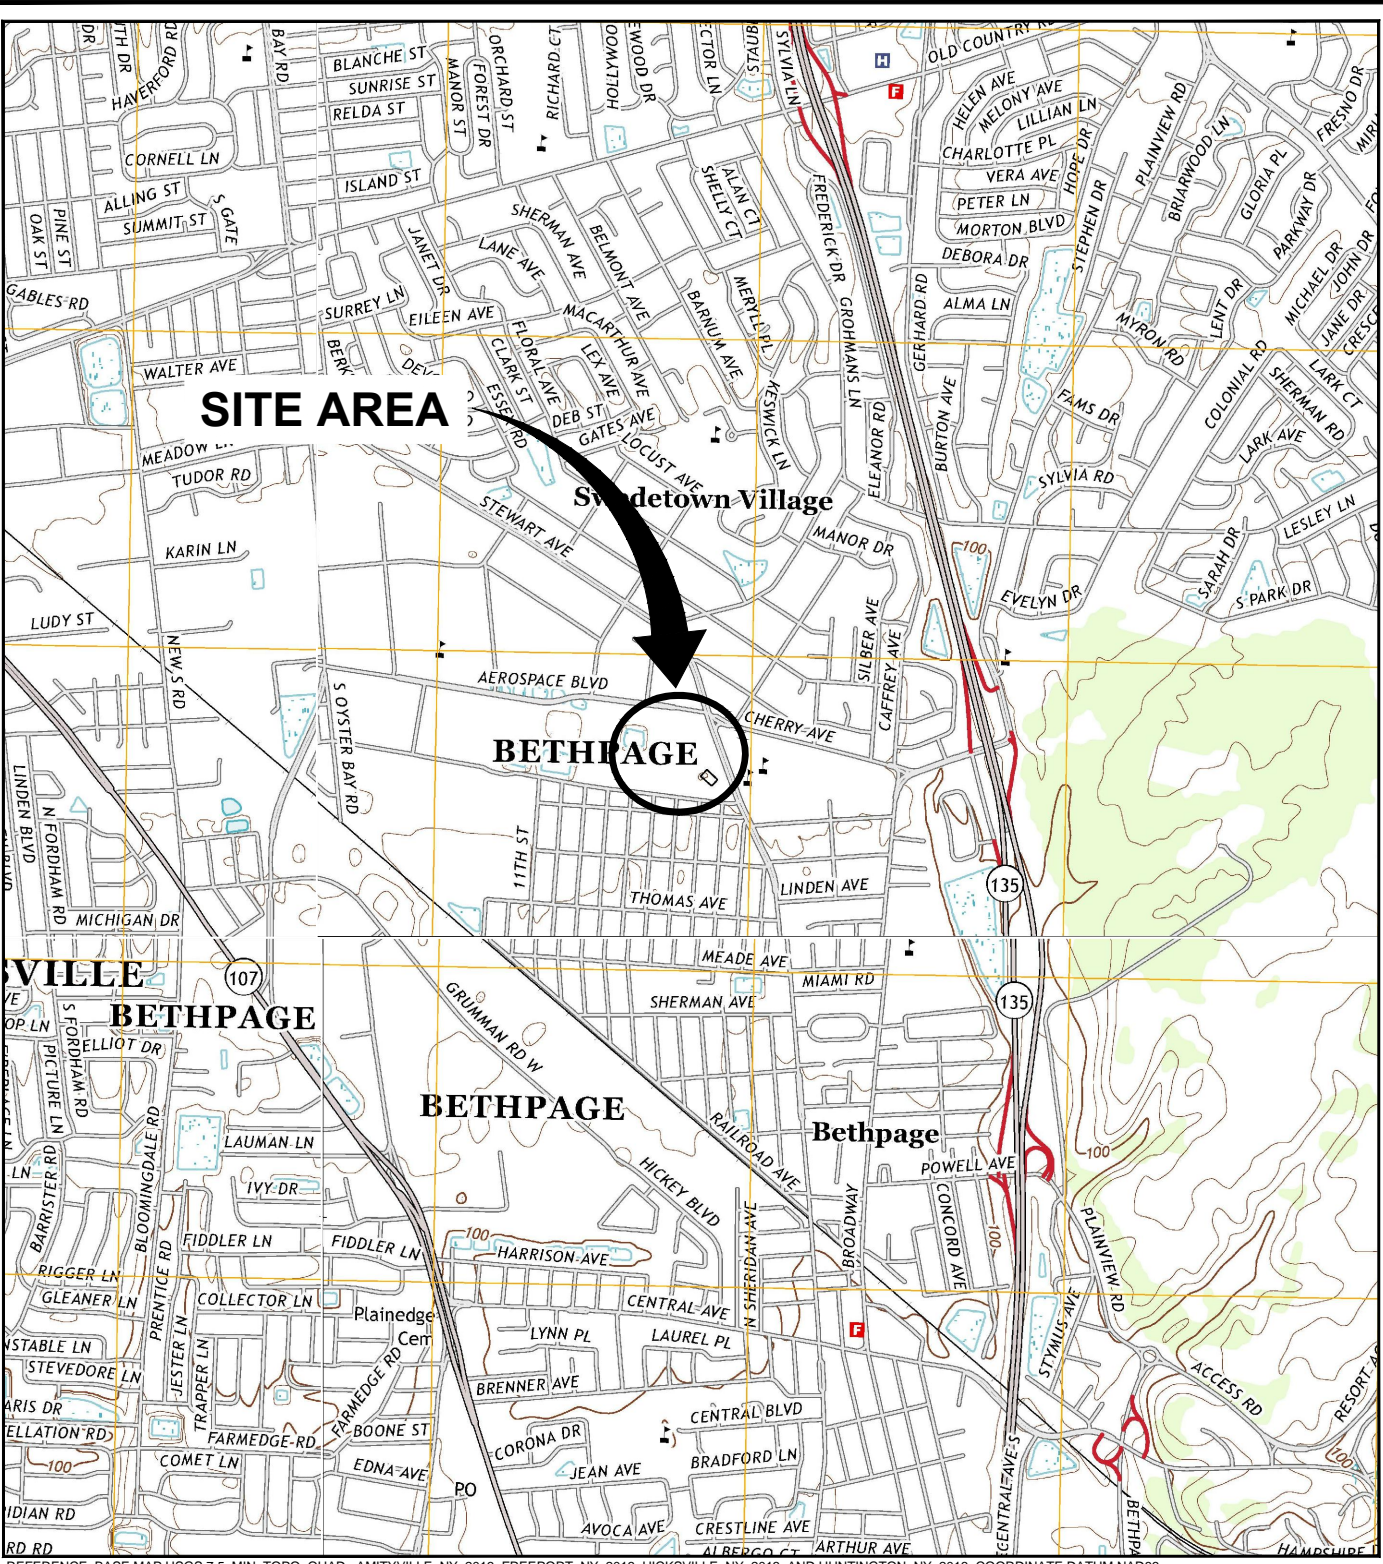 BLANCHE ST
SUNRISE ST
RELDA ST
MANOR ST
FOREST DR
ORCHARD ST
RICHARD CT
SYLVIA LN
OLD COUNTRY RD
BAY RD
HAVERFORD RD
HELEN AVE
MELONY AVE
LILLIAN LN
CHARLOTTE PL
VERA AVE
HOPE DR
PETER LN
MORTON BLVD
STEPHEN DR
DEBORA DR
ALMA LN
PLAINVIEW RD
BRIARWOOD LN
GLORIA PL
PARKWAY DR
FRESNO DR
CORNELL LN
ALLING ST
SUMMIT ST
S GATE
OAK ST
PINE ST
ISLAND ST
JANET DR
LANE AVE
SHERMAN AVE
BELMONT AVE
SHELLY CT
ALAN CT
FREDERICK DR
GERHARD RD
GROHMANS LN
MICHAEL DR
JOHN DR
JANE DR
LENT DR
MYRON RD
GABLES RD
SURREY LN
EILEEN AVE
MACARTHUR AVE
BARNUM AVE
MERYLL PL
FLORAL AVE
CLARK ST
LEX AVE
WALTER AVE
SITE AREA
DEB ST
GATES AVE
LOCUST AVE
KESWICK LN
ELEANOR RD
BURTON AVE
FAMS DR
COLONIAL RD
SHERMAN RD
LARK CT
LARK AVE
SYLVIA RD
LESLEY LN
TUDOR RD
STEWART AVE
MANOR DR
KARIN LN
100
SARAH DR
S PARK DR
EVELYN DR
LUDY ST
NEW S RD
S OYSTER BAY RD
AEROSPACE BLVD
SILBER AVE
CAFFREY AVE
CHERRY AVE
BETHPAGE
LINDEN BLVD
N FORDHAM RD
11TH ST
THOMAS AVE
LINDEN AVE
135
MICHIGAN DR
107
MEADE AVE
MIAMI RD
SHERMAN AVE
135
BETHPAGE
S FORDHAM RD
ELLIOT DR
PICTURE LN
GRUMMAN RD W
BETHPAGE
RAILROAD AVE
Bethpage
LAUMAN LN
IVY DR
BARRISTER RD
BLOOMINGDALE RD
HICKEY BLVD
POWELL AVE
100
CONCORD AVE
BROADWAY
N SHERIDAN AVE
PLAINVIEW RD
100
100
FIDDLER LN
FIDDLER LN
HARRISON AVE
RIGGER LN
GLEANER LN
PRENTICE RD
COLLECTOR LN
Plainedge
Cem
CENTRAL AVE
LYNN PL
LAUREL PL
STYMUS AVE
STEVEDORE LN
JESTER LN
TRAPPER LN
FARMEDGE RD
BRENNER AVE
ACCESS RD
CENTRAL BLVD
FARMEDGE RD
BOONE ST
CORONA DR
BRADFORD LN
100
COMET LN
EDNA AVE
JEAN AVE
PO
CENTRAL AVE S
100
AVOCA AVE
CRESTLINE AVE
ARTHUR AVE